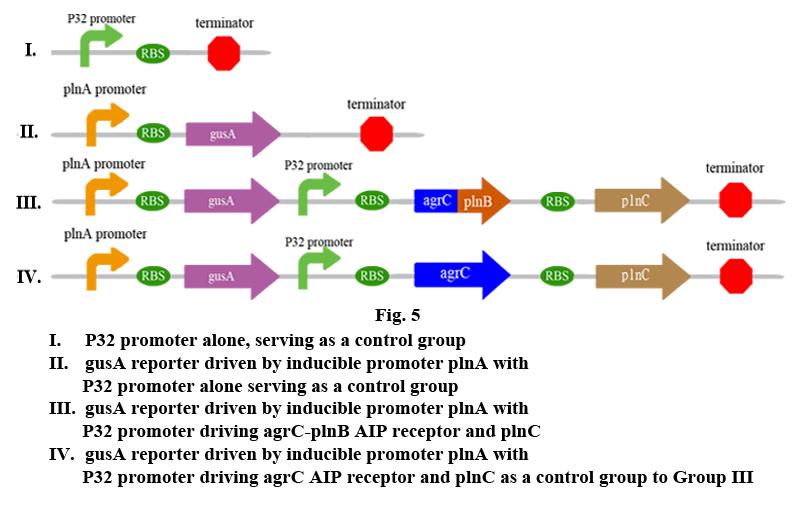 P32 promoter
terminator
I.
RBS
plnA promoter
terminator
II.
RBS
gusA
plnA promoter
P32 promoter
terminator
III.
RBS
gusA
RBS
agrC
plnB
RBS
plnC
plnA promoter
P32 promoter
terminator
IV.
RBS
gusA
RBS
agrC
RBS
plnC
Fig. 5
I. P32 promoter alone, serving as a control group
II. gusA reporter driven by inducible promoter plnA with
P32 promoter alone serving as a control group
III. gusA reporter driven by inducible promoter plnA with
P32 promoter driving agrC-plnB AIP receptor and plnC
IV. gusA reporter driven by inducible promoter plnA with
P32 promoter driving agrC AIP receptor and plnC as a control group to Group III